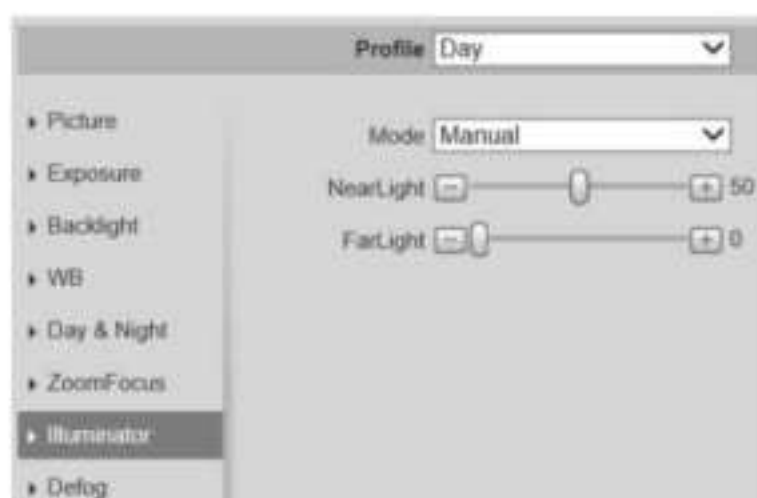 Profile Day
Picture
Mode Manual
Exposure
NearLight 50
Backlight
FarLight 0
WB
Day & Night
ZoomFocus
Illuminator
Defog